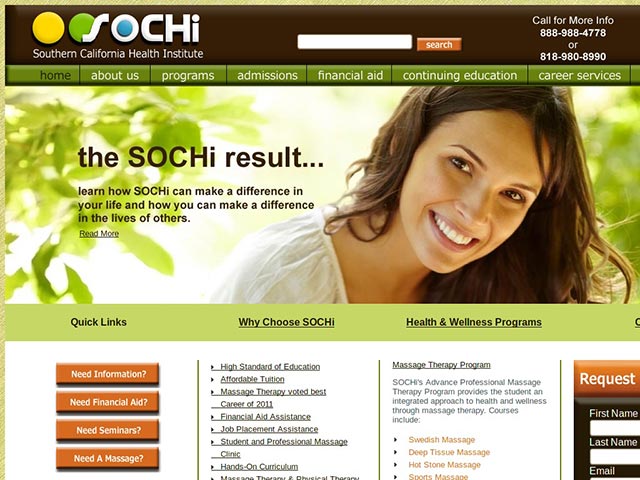 SOCHi
Southern California Health Institute
search
Call for More Info
888-988-4778
or
818-980-8990
home
about us
programs
admissions
financial aid
continuing education
career services
the SOCHi result...
learn how SOCHi can make a difference in
your life and how you can make a difference
in the lives of others.
Read More
Quick Links
Why Choose SOCHi
Health & Wellness Programs
Need Information?
Need Financial Aid?
Need Seminars?
Need A Massage?
High Standard of Education
Affordable Tuition
Massage Therapy voted best
Career of 2011
Financial Aid Assistance
Job Placement Assistance
Student and Professional Massage
Clinic
Hands-On Curriculum
Massage Therapy & Physical Therapy
Massage Therapy Program
SOCHi's Advance Professional Massage
Therapy Program provides the student an
integrated approach to health and wellness
through massage therapy. Courses
include:
Swedish Massage
Deep Tissue Massage
Hot Stone Massage
Sports Massage
Request
First Name
Last Name
Email